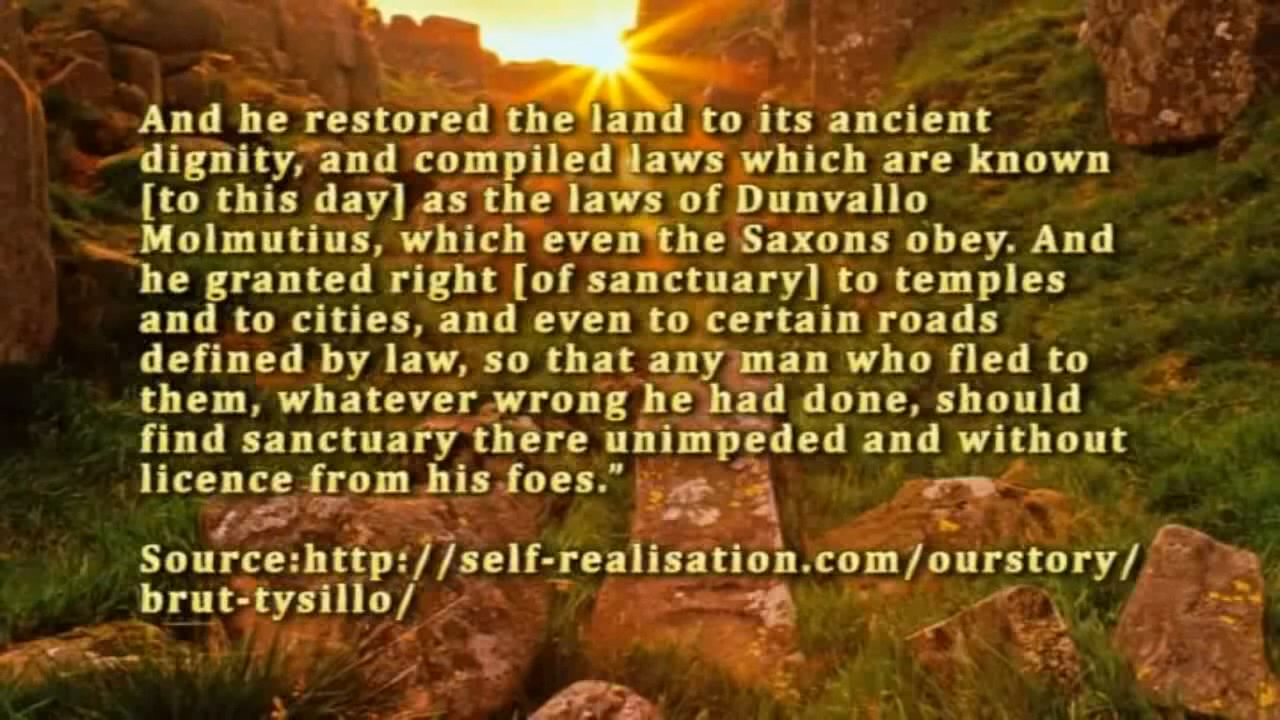 And he restored the land to its ancient
dignity, and compiled laws which are known
[to this day] as the laws of Dunvallo
Molmutius, which even the Saxons obey. And
he granted right [of sanctuary] to temples
and to cities, and even to certain roads
defined by law, so that any man who fled to
them, whatever wrong he had done, should
find sanctuary there unimpeded and without
licence from his foes.”
Source:http://self-realisation.com/ourstory/
brut-tysillo/